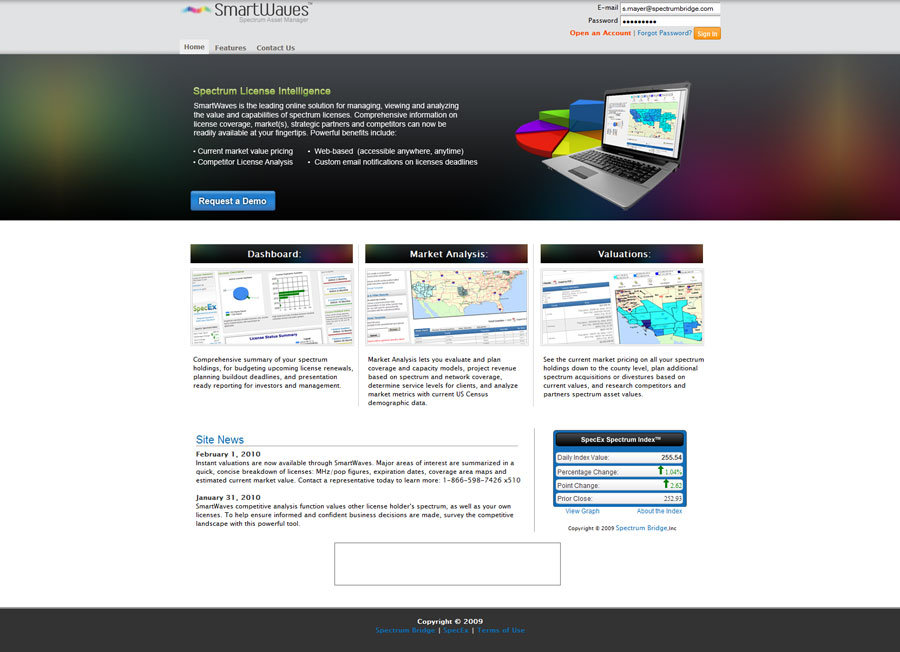 SmartWaves™
Spectrum Asset Manager
E-mail s.mayer@spectrumbridge.com
Password •••••••••
Open an Account | Forgot Password? Sign In
Home Features Contact Us
Spectrum License Intelligence
SmartWaves is the leading online solution for managing, viewing and analyzing
the value and capabilities of spectrum licenses. Comprehensive information on
license coverage, market(s), strategic partners and competitors can now be
readily available at your fingertips. Powerful benefits include:
• Current market value pricing • Web-based (accessible anywhere, anytime)
• Competitor License Analysis • Custom email notifications on licenses deadlines
Request a Demo
Dashboard:
SpecEx
License Status Summary
Comprehensive summary of your spectrum
holdings, for budgeting upcoming license renewals,
planning buildout deadlines, and presentation
ready reporting for investors and management.
Market Analysis:
Market Analysis lets you evaluate and plan
coverage and capacity models, project revenue
based on spectrum and network coverage,
determine service levels for clients, and analyze
market metrics with current US Census
demographic data.
Valuations:
See the current market pricing on all your spectrum
holdings down to the county level, plan additional
spectrum acquisitions or divestures based on
current values, and research competitors and
partners spectrum asset values.
Site News
February 1, 2010
Instant valuations are now available through SmartWaves. Major areas of interest are summarized in a
quick, concise breakdown of licenses: MHz/pop figures, expiration dates, coverage area maps and
estimated current market value. Contact a representative today to learn more: 1-866-598-7426 x510
January 31, 2010
SmartWaves competitive analysis function values other license holder's spectrum, as well as your own
licenses. To help ensure informed and confident business decisions are made, survey the competitive
landscape with this powerful tool.
SpecEx Spectrum Index™
Daily Index Value: 255.54
Percentage Change: 1.04%
Point Change: 2.62
Prior Close: 252.93
View Graph About the Index
Copyright © 2009 Spectrum Bridge,Inc
Copyright © 2009
Spectrum Bridge | SpecEx | Terms of Use